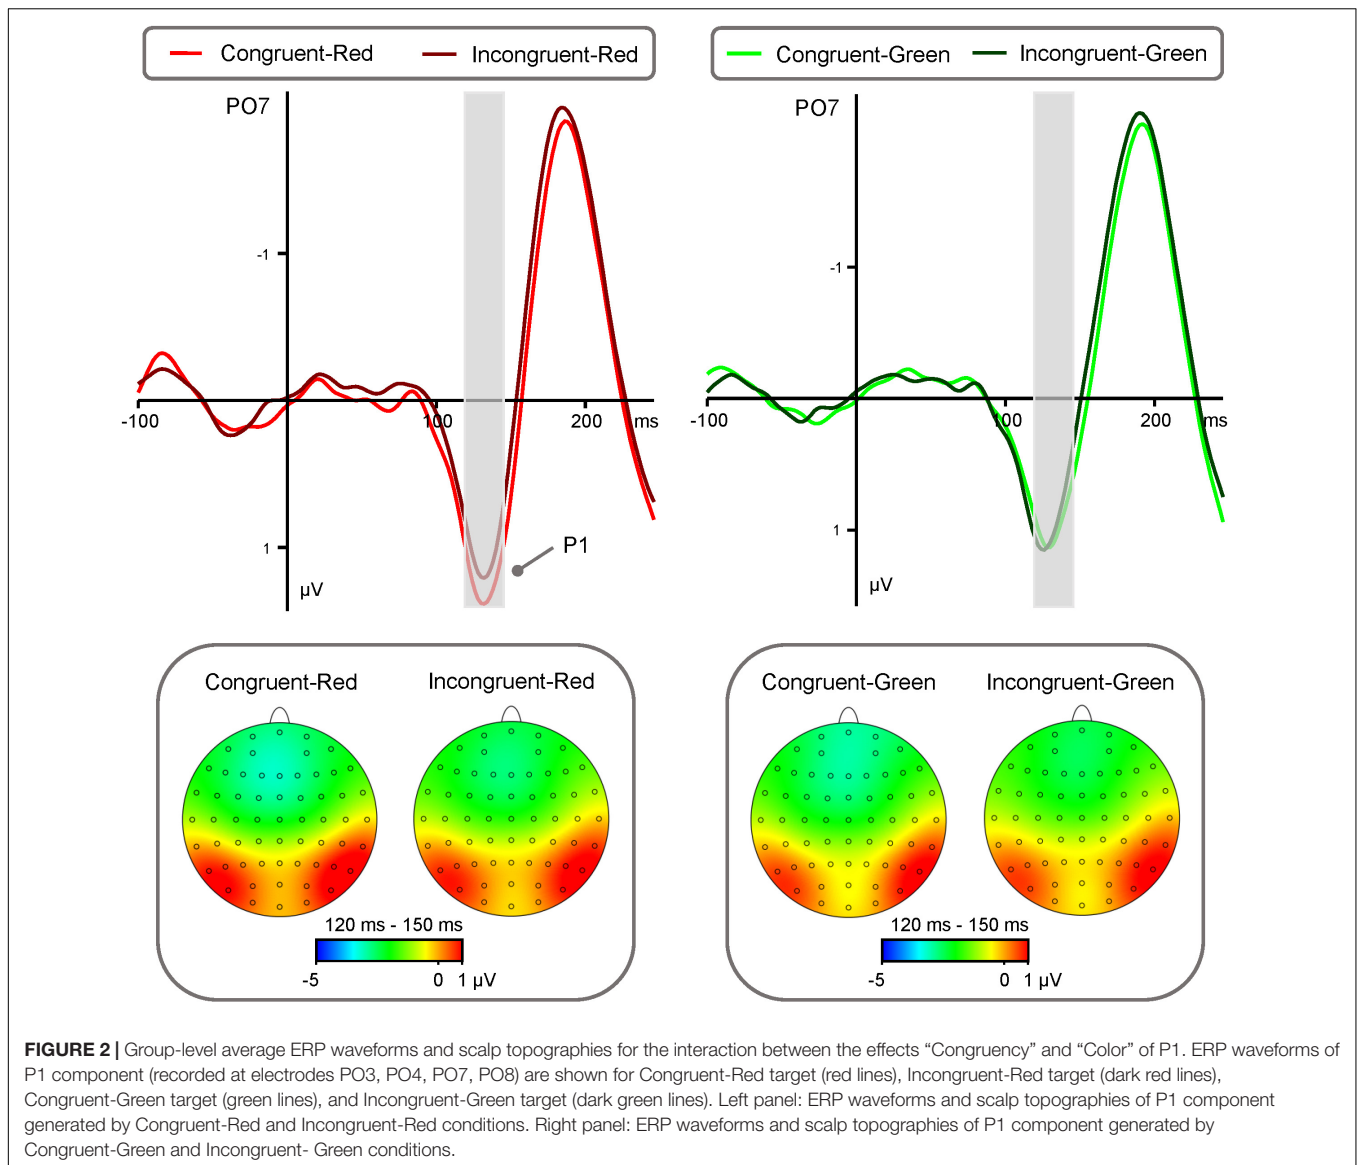 Congruent-Red Incongruent-Red
Congruent-Green Incongruent-Green
PO7
-1
-100 100 200 ms
1
P1
µV
PO7
-1
-100 100 200 ms
1
µV
Congruent-Red Incongruent-Red
120 ms - 150 ms
-5 0 1 µV
Congruent-Green Incongruent-Green
120 ms - 150 ms
-5 0 1 µV
FIGURE 2 | Group-level average ERP waveforms and scalp topographies for the interaction between the effects “Congruency” and “Color” of P1. ERP waveforms of
P1 component (recorded at electrodes PO3, PO4, PO7, PO8) are shown for Congruent-Red target (red lines), Incongruent-Red target (dark red lines),
Congruent-Green target (green lines), and Incongruent-Green target (dark green lines). Left panel: ERP waveforms and scalp topographies of P1 component
generated by Congruent-Red and Incongruent-Red conditions. Right panel: ERP waveforms and scalp topographies of P1 component generated by
Congruent-Green and Incongruent- Green conditions.